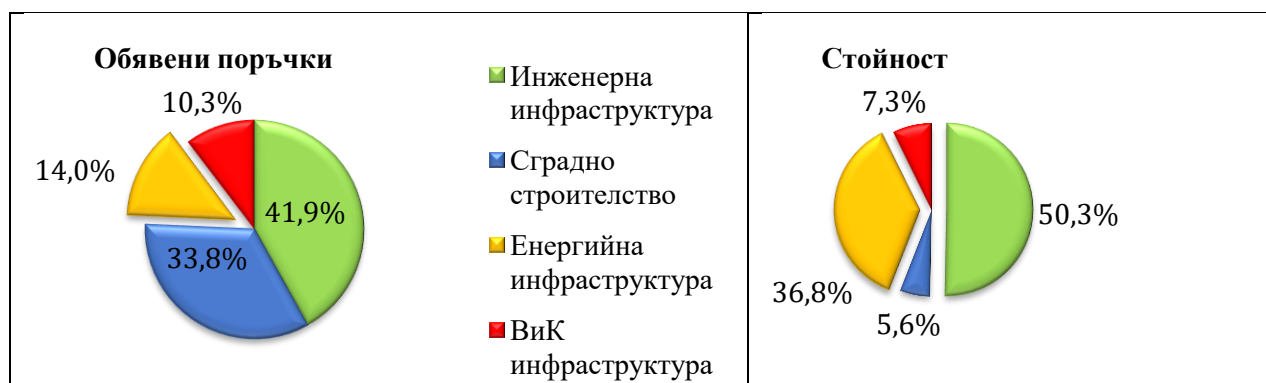 Обявени поръчки
10,3%
14,0%
41,9%
33,8%
Инженерна
инфраструктура
Сградно
строителство
Енергийна
инфраструктура
ВиК
инфраструктура
Стойност
7,3%
50,3%
36,8%
5,6%